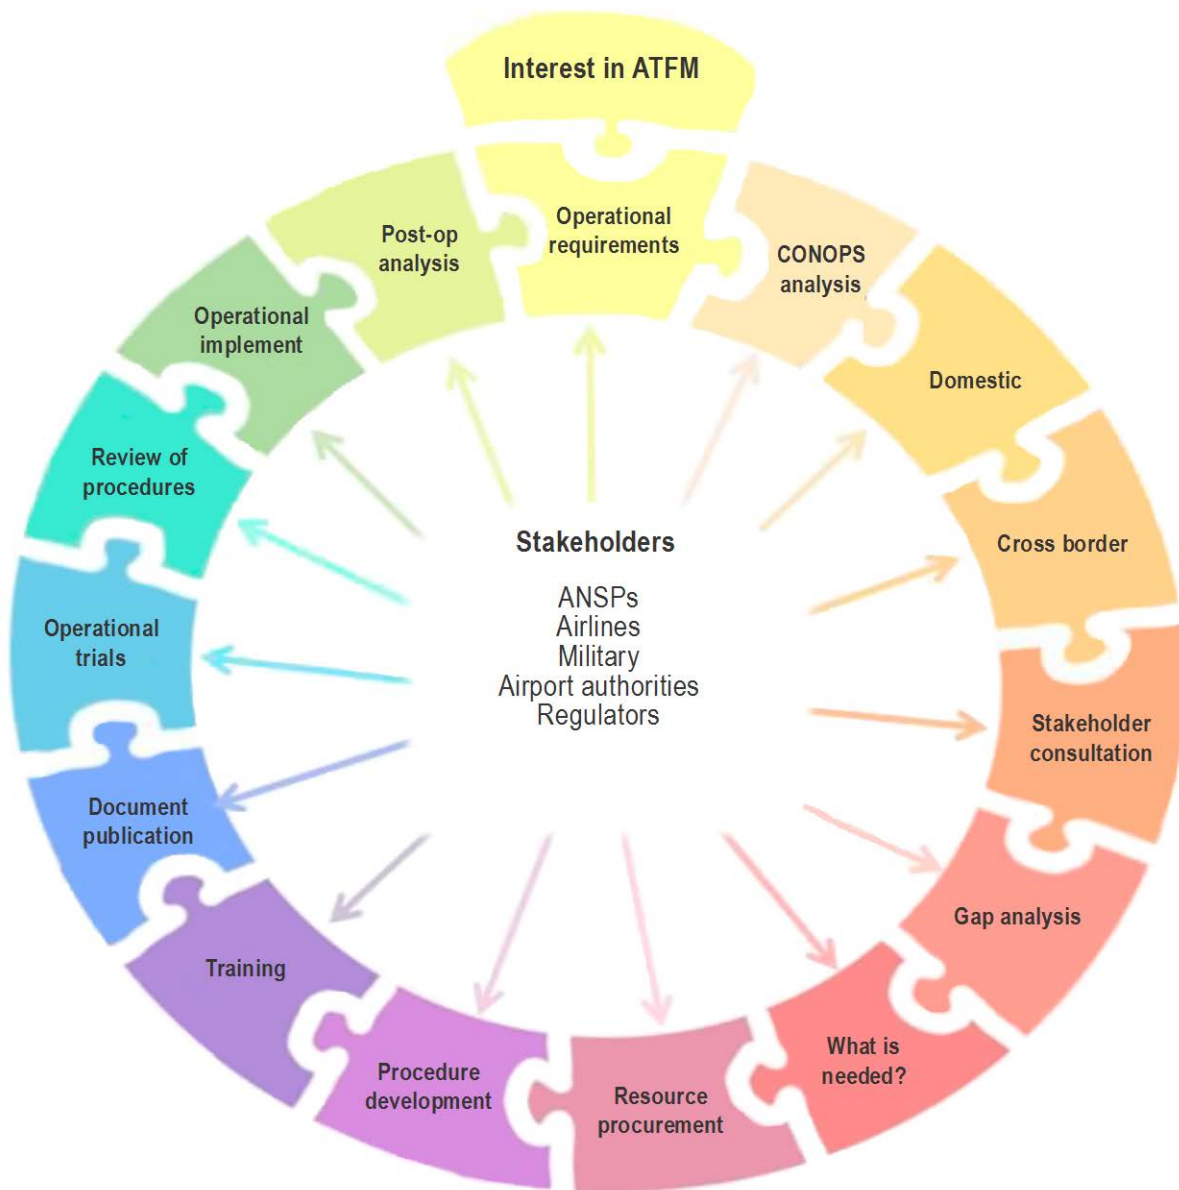 Interest in ATFM
Operational
requirements
CONOPS
analysis
Domestic
Cross border
Stakeholder
consultation
Gap analysis
What is
needed?
Resource
procurement
Procedure
development
Training
Document
publication
Operational
trials
Review of
procedures
Operational
implement
Post-op
analysis
Stakeholders
ANSPs
Airlines
Military
Airport authorities
Regulators